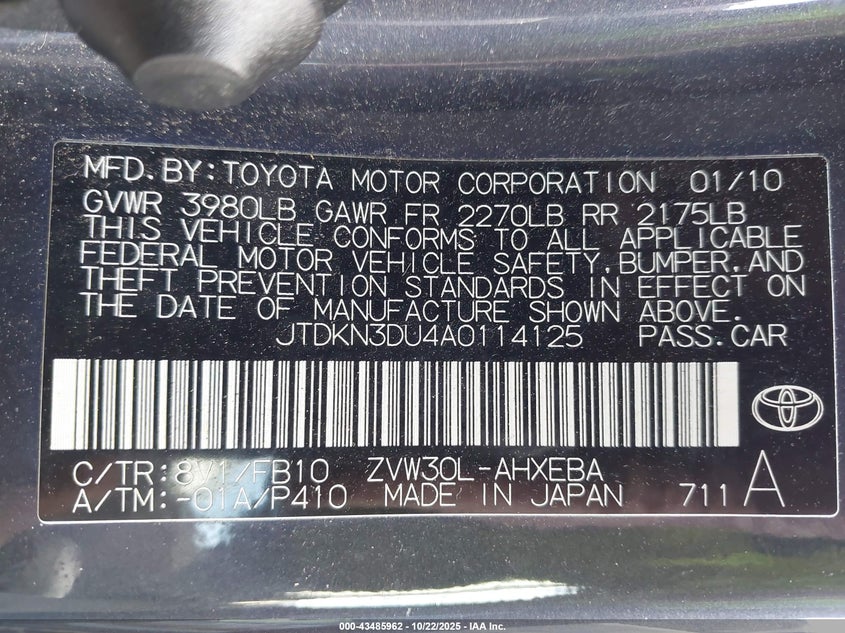 MFD.BY:TOYOTA MOTOR CORPORATION 01/10
GVWR 3980LB GAWR FR 2270LB RR 2175LB
THIS VEHICLE CONFORMS TO ALL APPLICABLE
FEDERAL MOTOR VEHICLE SAFETY,BUMPER,AND
THEFT PREVENTION STANDARDS IN EFFECT ON
THE DATE OF MANUFACTURE SHOWN ABOVE.
JTDKN3DU4A0114125 PASS.CAR
C/TR:8V1/FB10 ZVW30L-AHXEBA
A/TM:-01A/P410 MADE IN JAPAN 711 A
000-43485962 - 10/22/2025 - IAA Inc.